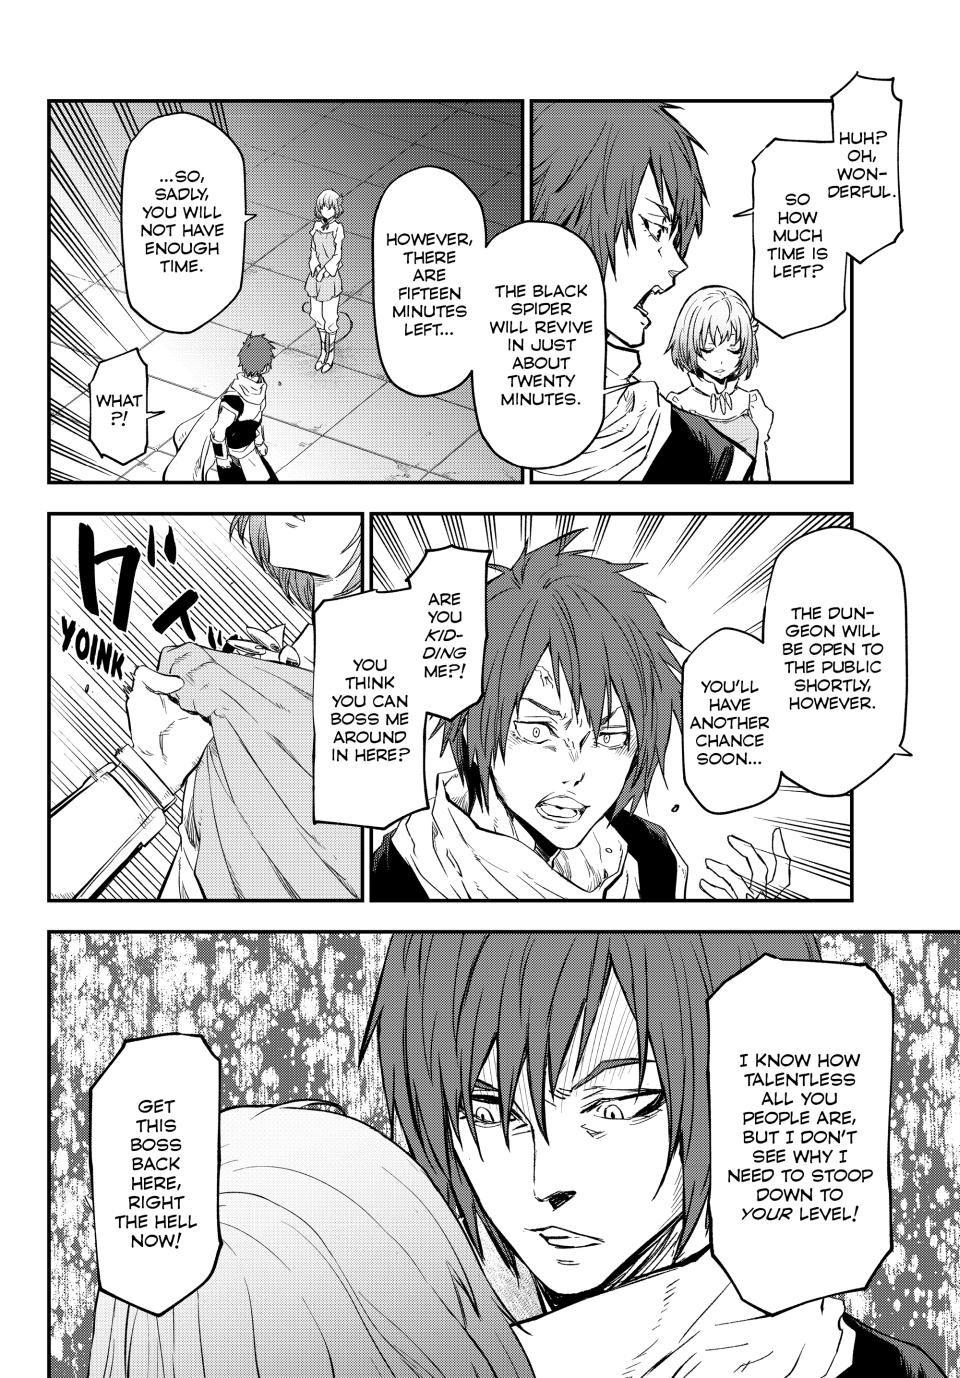 HUH?
OH,
WON-
DERFUL.
SO
HOW
MUCH
TIME IS
LEFT?
THE BLACK
SPIDER
WILL REVIVE
IN JUST
ABOUT
TWENTY
MINUTES.
HOWEVER,
THERE
ARE
FIFTEEN
MINUTES
LEFT...
...SO,
SADLY,
YOU WILL
NOT HAVE
ENOUGH
TIME.
WHAT
?!
THE DUN-
GEON WILL
BE OPEN TO
THE PUBLIC
SHORTLY,
HOWEVER.
YOU'LL
HAVE
ANOTHER
CHANCE
SOON...
ARE
YOU
KID-
DING
ME?!
YOU
THINK
YOU CAN
BOSS ME
AROUND
IN HERE?
グイ
YOINK
I KNOW HOW
TALENTLESS
ALL YOU
PEOPLE ARE,
BUT I DON'T
SEE WHY I
NEED TO STOOP
DOWN TO
YOUR LEVEL!
GET
THIS
BOSS
BACK
HERE,
RIGHT
THE HELL
NOW!